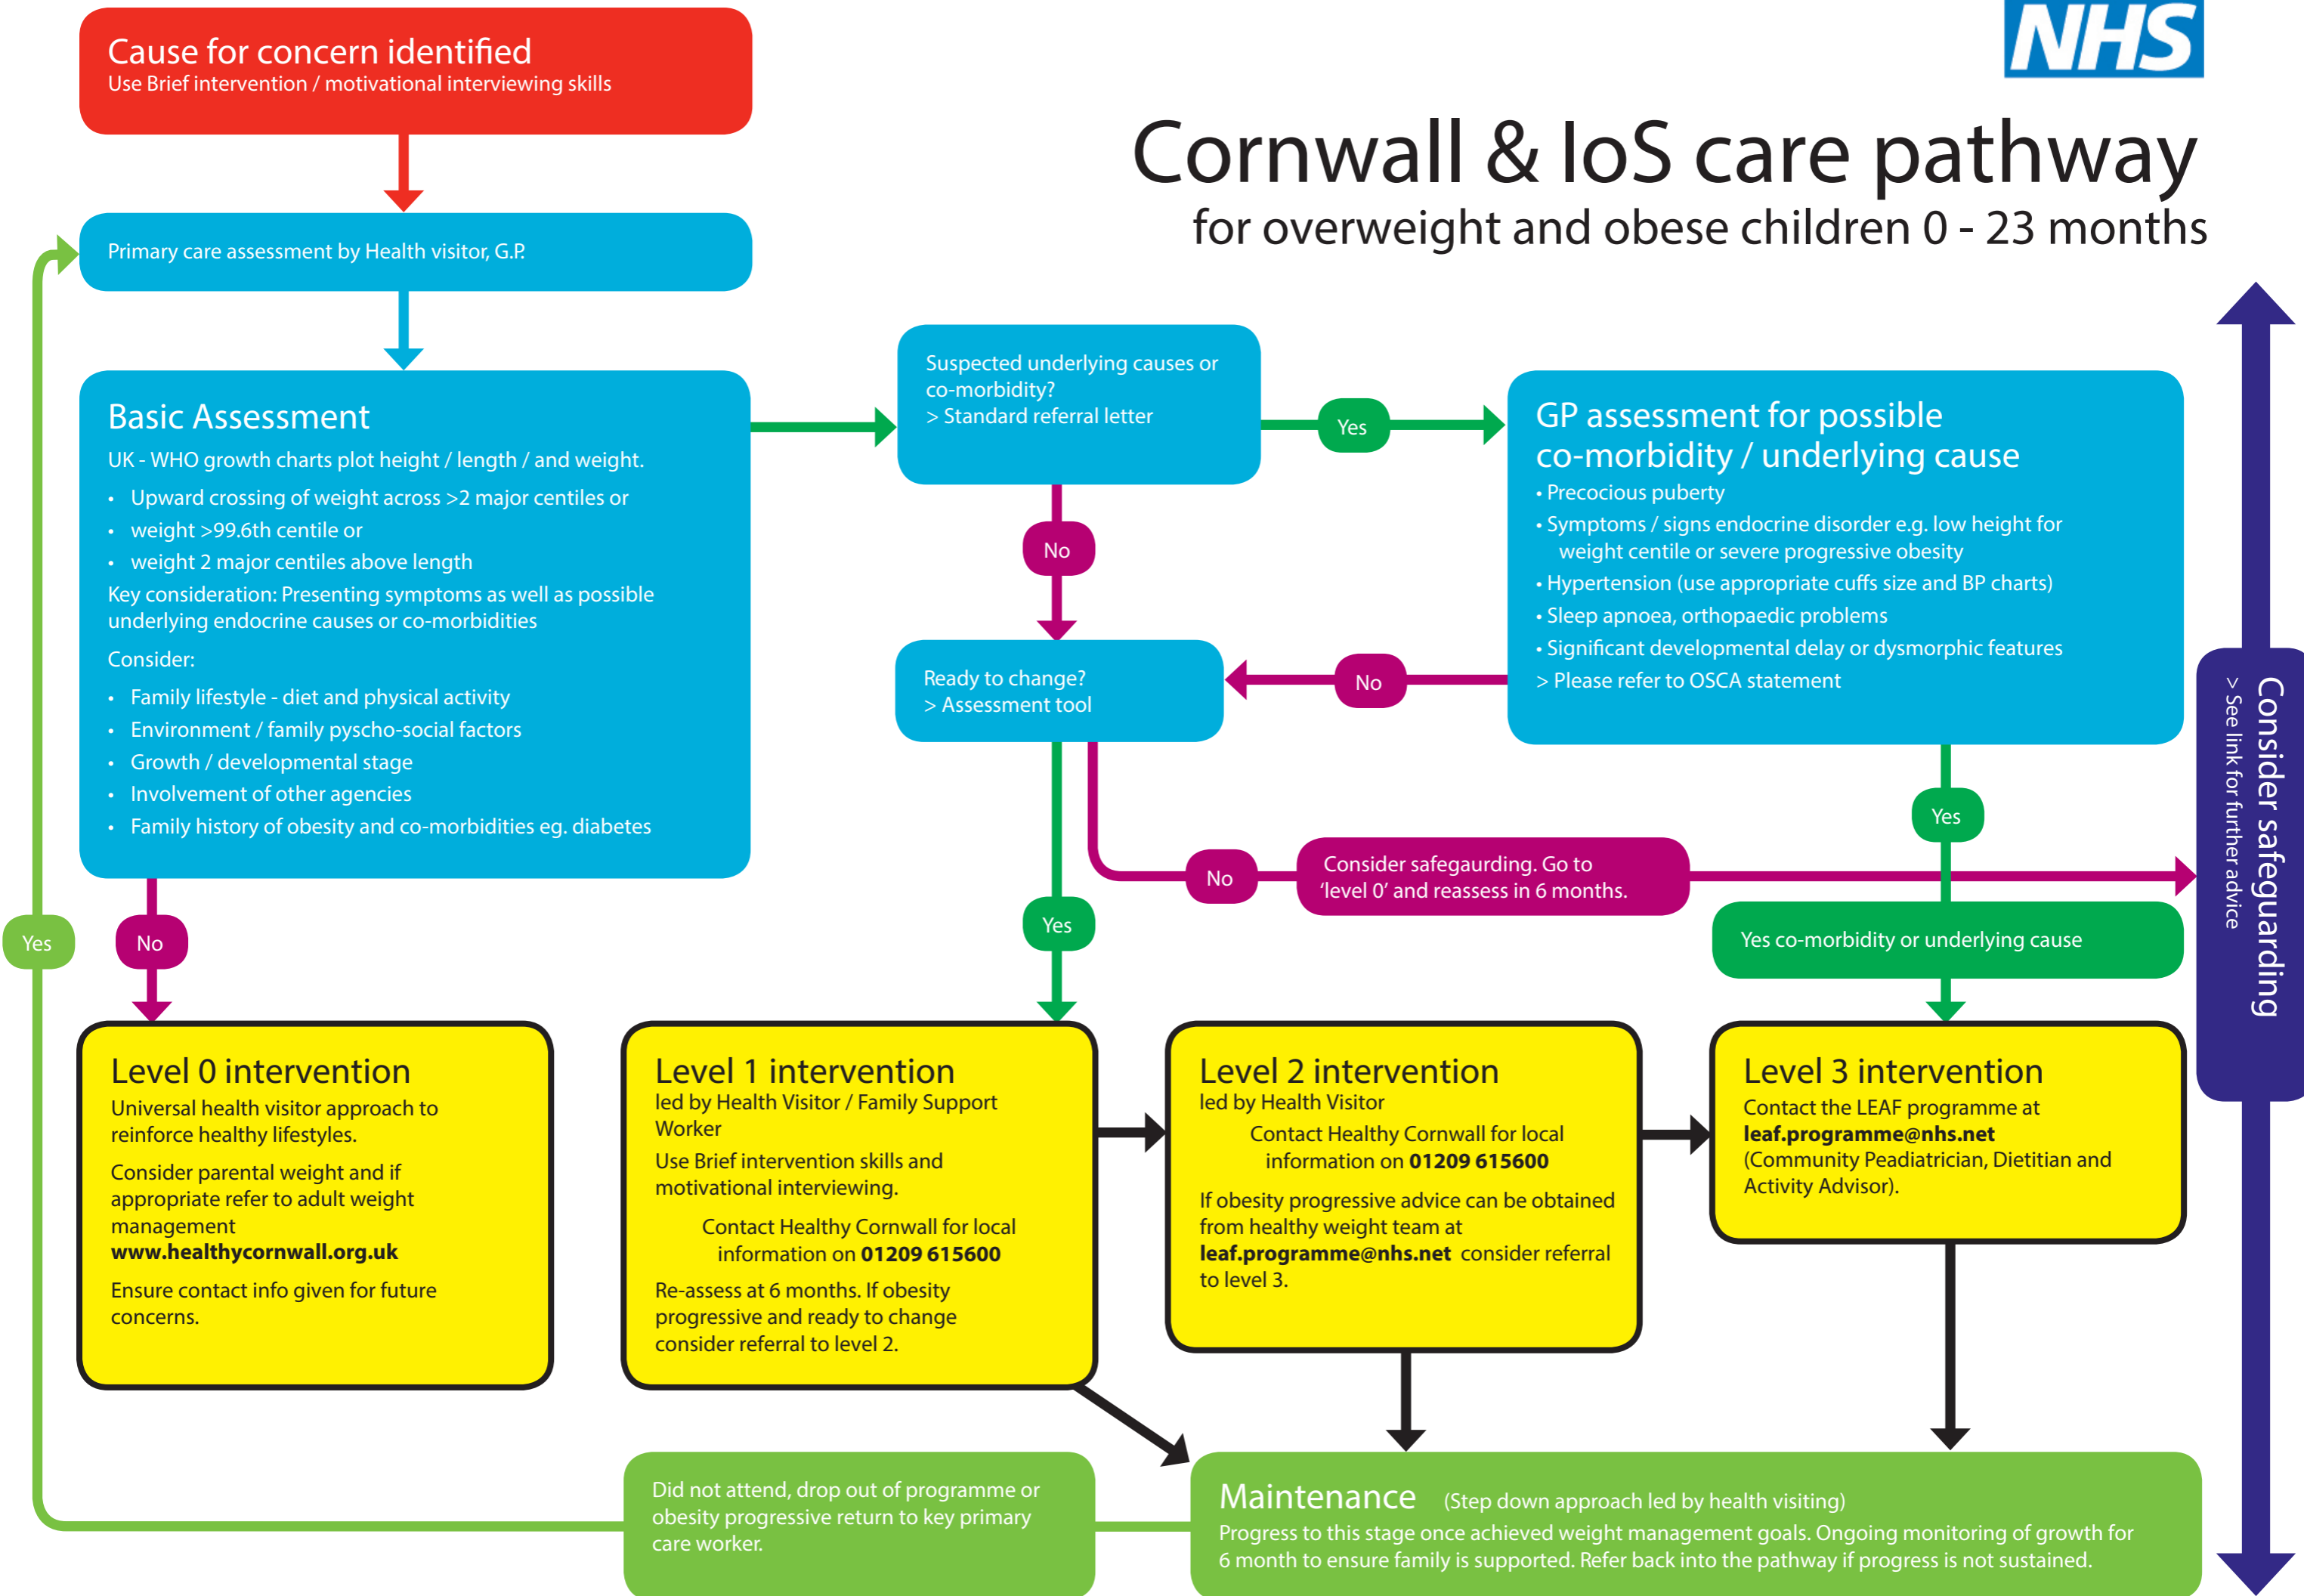 NHS
Cornwall & IoS care pathway
for overweight and obese children 0 - 23 months
Cause for concern identified
Use Brief intervention / motivational interviewing skills
Primary care assessment by Health visitor, G.P.
Basic Assessment
UK - WHO growth charts plot height / length / and weight.
• Upward crossing of weight across >2 major centiles or
• weight >99.6th centile or
• weight 2 major centiles above length
Key consideration: Presenting symptoms as well as possible
underlying endocrine causes or co-morbidities
Consider:
• Family lifestyle - diet and physical activity
• Environment / family pyscho-social factors
• Growth / developmental stage
• Involvement of other agencies
• Family history of obesity and co-morbidities eg. diabetes
Suspected underlying causes or
co-morbidity?
> Standard referral letter
Yes
No
GP assessment for possible
co-morbidity / underlying cause
• Precocious puberty
• Symptoms / signs endocrine disorder e.g. low height for
weight centile or severe progressive obesity
• Hypertension (use appropriate cuffs size and BP charts)
• Sleep apnoea, orthopaedic problems
• Significant developmental delay or dysmorphic features
> Please refer to OSCA statement
No
Ready to change?
> Assessment tool
Yes
No
Consider safegaurding. Go to
'level 0' and reassess in 6 months.
Yes
Yes co-morbidity or underlying cause
Consider safeguarding
> See link for further advice
Yes
No
Level 0 intervention
Universal health visitor approach to
reinforce healthy lifestyles.
Consider parental weight and if
appropriate refer to adult weight
management
www.healthycornwall.org.uk
Ensure contact info given for future
concerns.
Level 1 intervention
led by Health Visitor / Family Support
Worker
Use Brief intervention skills and
motivational interviewing.
Contact Healthy Cornwall for local
information on 01209 615600
Re-assess at 6 months. If obesity
progressive and ready to change
consider referral to level 2.
Level 2 intervention
led by Health Visitor
Contact Healthy Cornwall for local
information on 01209 615600
If obesity progressive advice can be obtained
from healthy weight team at
leaf.programme@nhs.net consider referral
to level 3.
Level 3 intervention
Contact the LEAF programme at
leaf.programme@nhs.net
(Community Peadiatrician, Dietitian and
Activity Advisor).
Did not attend, drop out of programme or
obesity progressive return to key primary
care worker.
Maintenance (Step down approach led by health visiting)
Progress to this stage once achieved weight management goals. Ongoing monitoring of growth for
6 month to ensure family is supported. Refer back into the pathway if progress is not sustained.